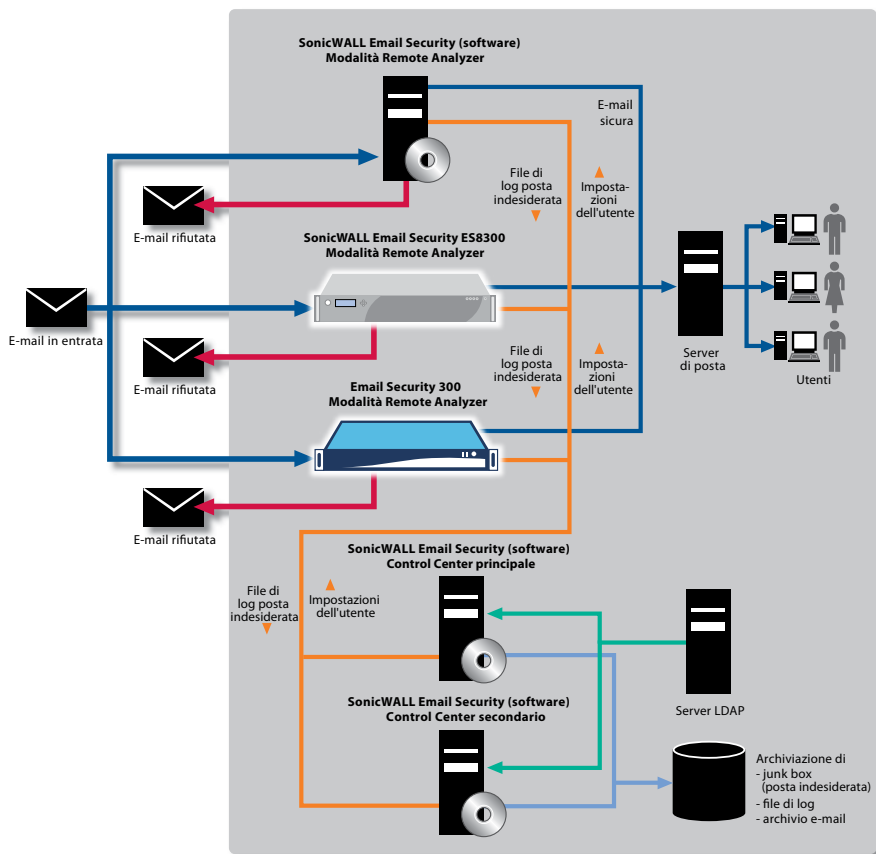 SonicWALL Email Security (software)
Modalità Remote Analyzer
E-mail
sicura
File di
log posta
indesiderata
Imposta-
zioni
dell'utente
E-mail rifiutata
SonicWALL Email Security ES8300
Modalità Remote Analyzer
E-mail in entrata
File di
log posta
indesiderata
Imposta-
zioni
dell'utente
Server
di posta
Utenti
E-mail rifiutata
Email Security 300
Modalità Remote Analyzer
E-mail rifiutata
SonicWALL Email Security (software)
Control Center principale
File di
log posta
indesiderata
Impostazioni
dell'utente
SonicWALL Email Security (software)
Control Center secondario
Server LDAP
Archiviazione di
- junk box
(posta indesiderata)
- file di log
- archivio e-mail